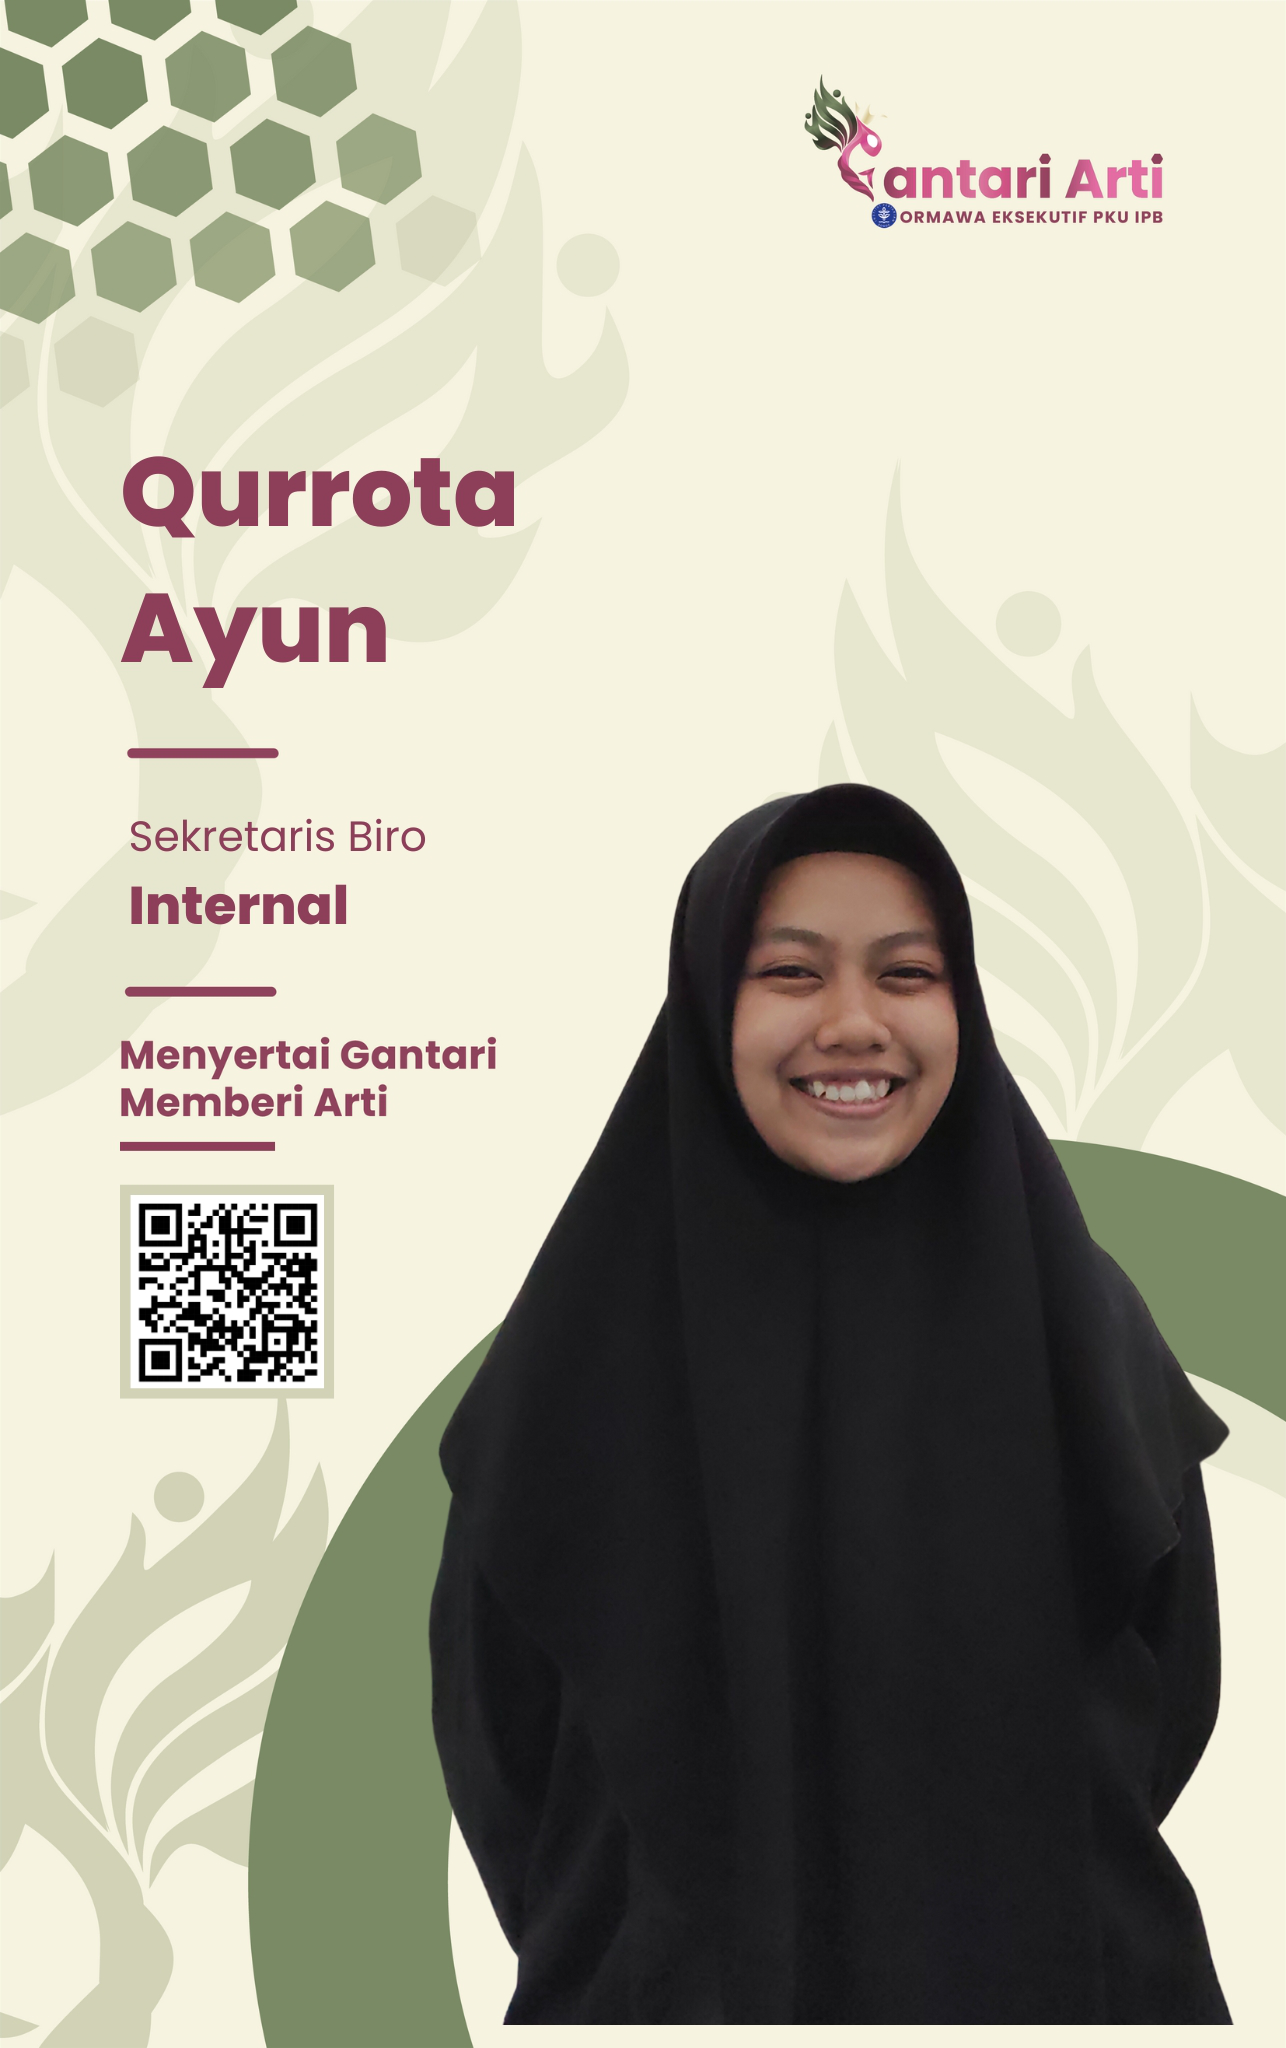 Gantari Arti
ORMAWA EKSEKUTIF PKU IPB
Qurrota
Ayun
Sekretaris Biro
Internal
Menyertai Gantari
Memberi Arti